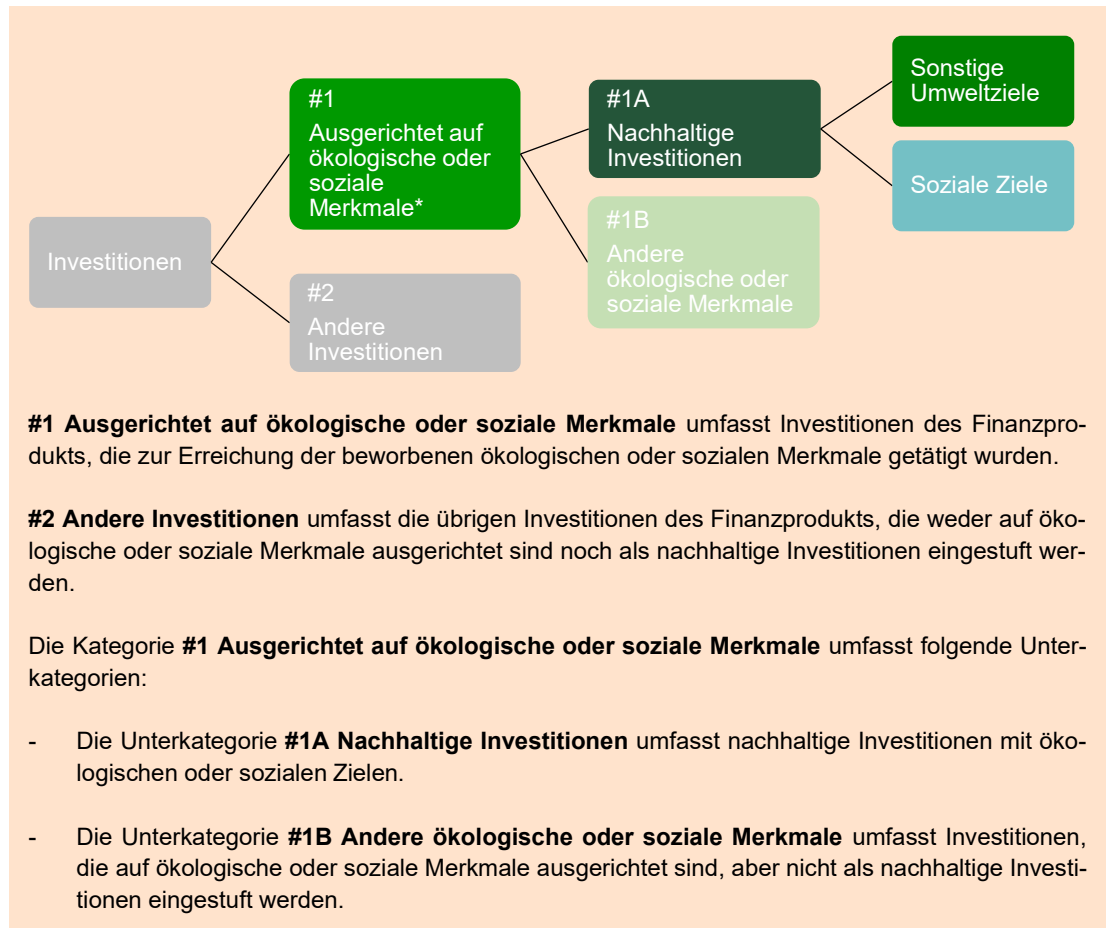 Sonstige
Umweltziele
#1
Ausgerichtet auf
ökologische oder
soziale
Merkmale*
#1A
Nachhaltige
Investitionen
Soziale Ziele
#1B
Andere
ökologische oder
soziale Merkmale
Investitionen
#2
Andere
Investitionen
#1 Ausgerichtet auf ökologische oder soziale Merkmale umfasst Investitionen des Finanzpro-
dukts, die zur Erreichung der beworbenen ökologischen oder sozialen Merkmale getätigt wurden.
#2 Andere Investitionen umfasst die übrigen Investitionen des Finanzprodukts, die weder auf öko-
logische oder soziale Merkmale ausgerichtet sind noch als nachhaltige Investitionen eingestuft wer-
den.
Die Kategorie #1 Ausgerichtet auf ökologische oder soziale Merkmale umfasst folgende Unter-
kategorien:
- Die Unterkategorie #1A Nachhaltige Investitionen umfasst nachhaltige Investitionen mit öko-
logischen oder sozialen Zielen.
- Die Unterkategorie #1B Andere ökologische oder soziale Merkmale umfasst Investitionen,
die auf ökologische oder soziale Merkmale ausgerichtet sind, aber nicht als nachhaltige Investi-
tionen eingestuft werden.